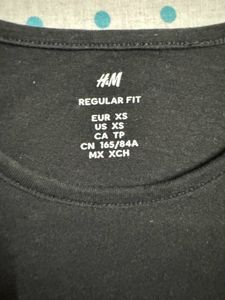 H&M
REGULAR FIT
EUR XS
US XS
CA TP
CN 165/84A
MX XCH